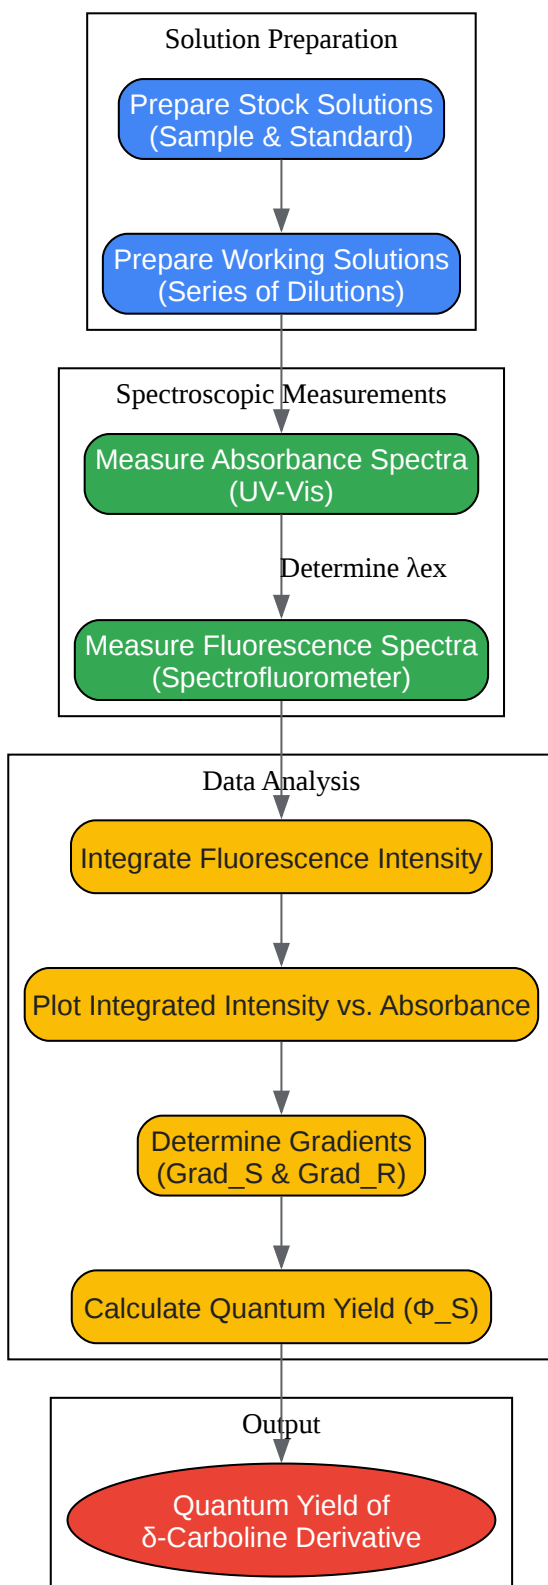 Solution Preparation
Prepare Stock Solutions
(Sample & Standard)
Prepare Working Solutions
(Series of Dilutions)
Spectroscopic Measurements
Measure Absorbance Spectra
(UV-Vis)
Determine λex
Measure Fluorescence Spectra
(Spectrofluorometer)
Data Analysis
Integrate Fluorescence Intensity
Plot Integrated Intensity vs. Absorbance
Determine Gradients
(Grad_S & Grad_R)
Calculate Quantum Yield (Φ_S)
Output
Quantum Yield of
δ-Carboline Derivative